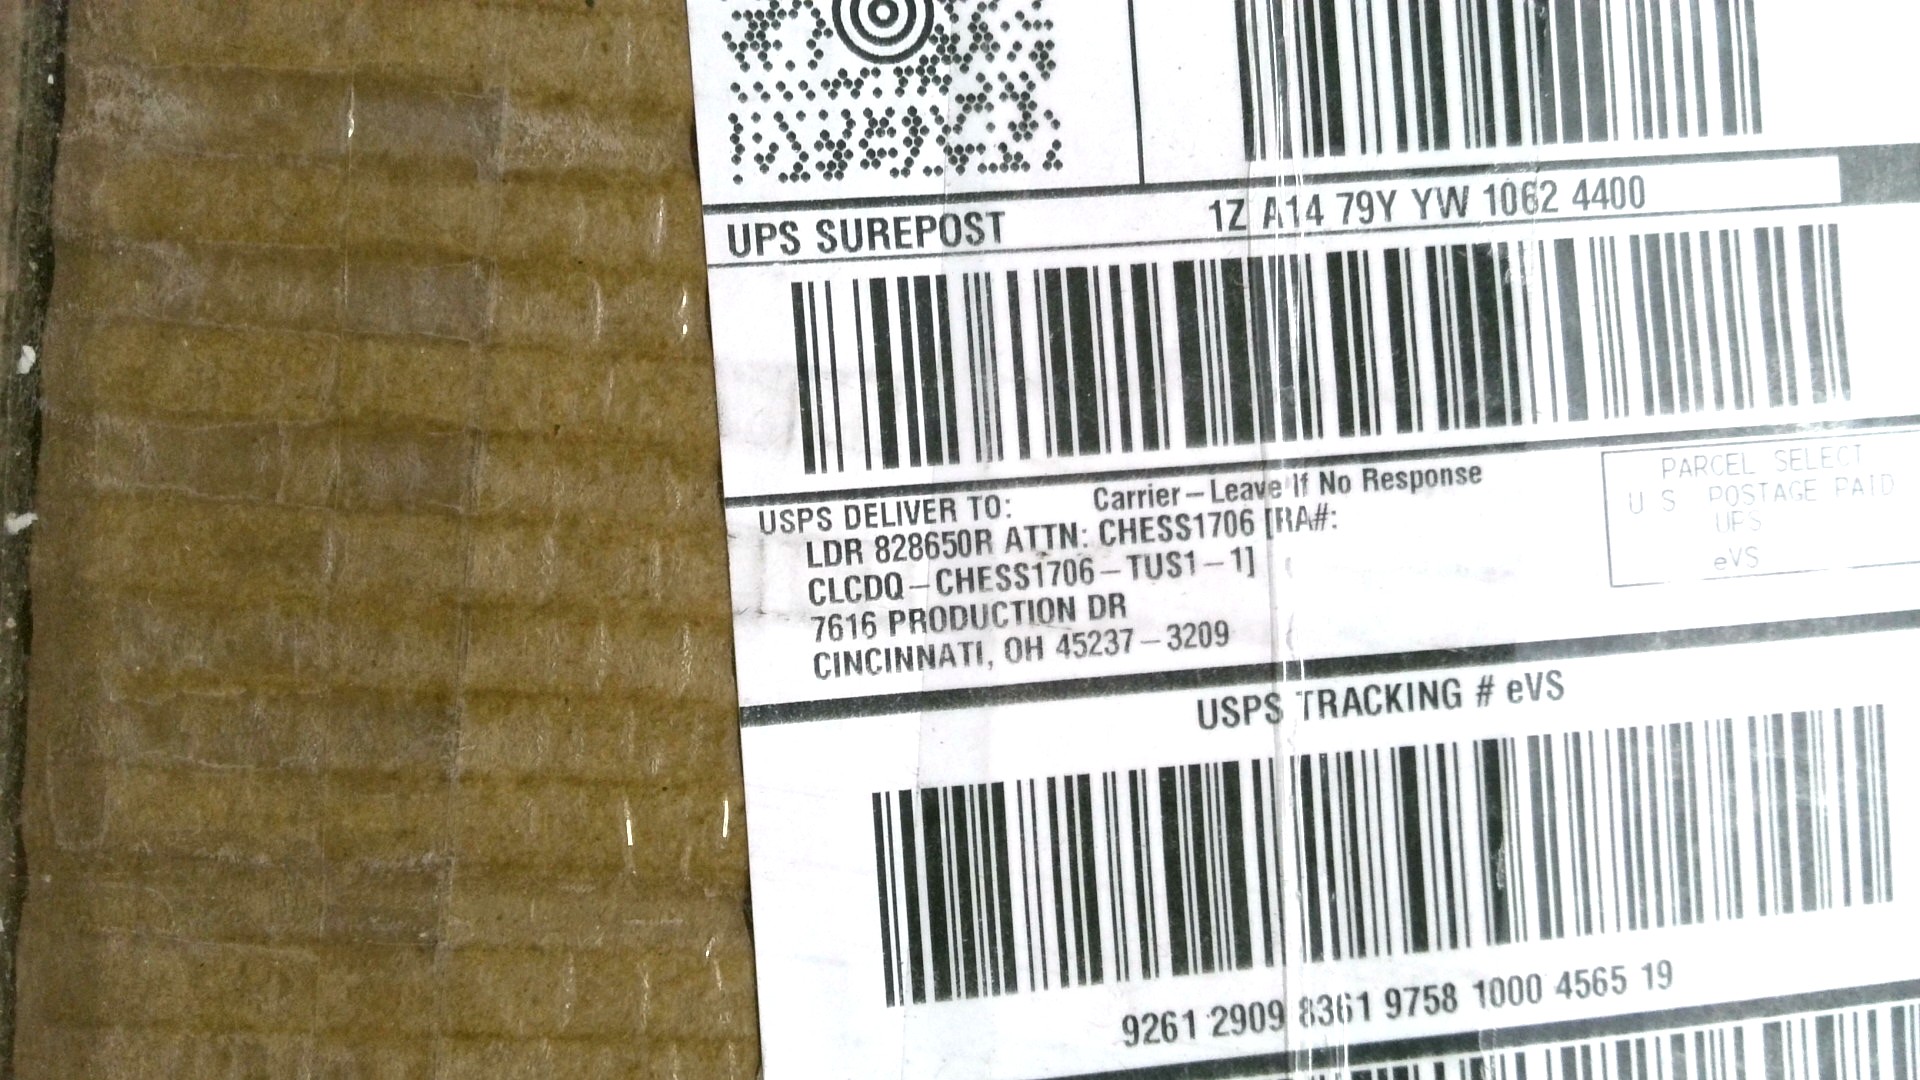 UPS SUREPOST
1Z A14 79Y YW 1062 4400
USPS DELIVER TO: Carrier – Leave If No Response
LDR 828650R ATTN: CHESS1706 [RA#:
CLCDQ – CHESS1706 – TUS1 – 1]
7616 PRODUCTION DR
CINCINNATI, OH 45237 – 3209
PARCEL SELECT
U S POSTAGE PAID
UPS
eVS
USPS TRACKING # eVS
9261 2909 8361 9758 1000 4565 19